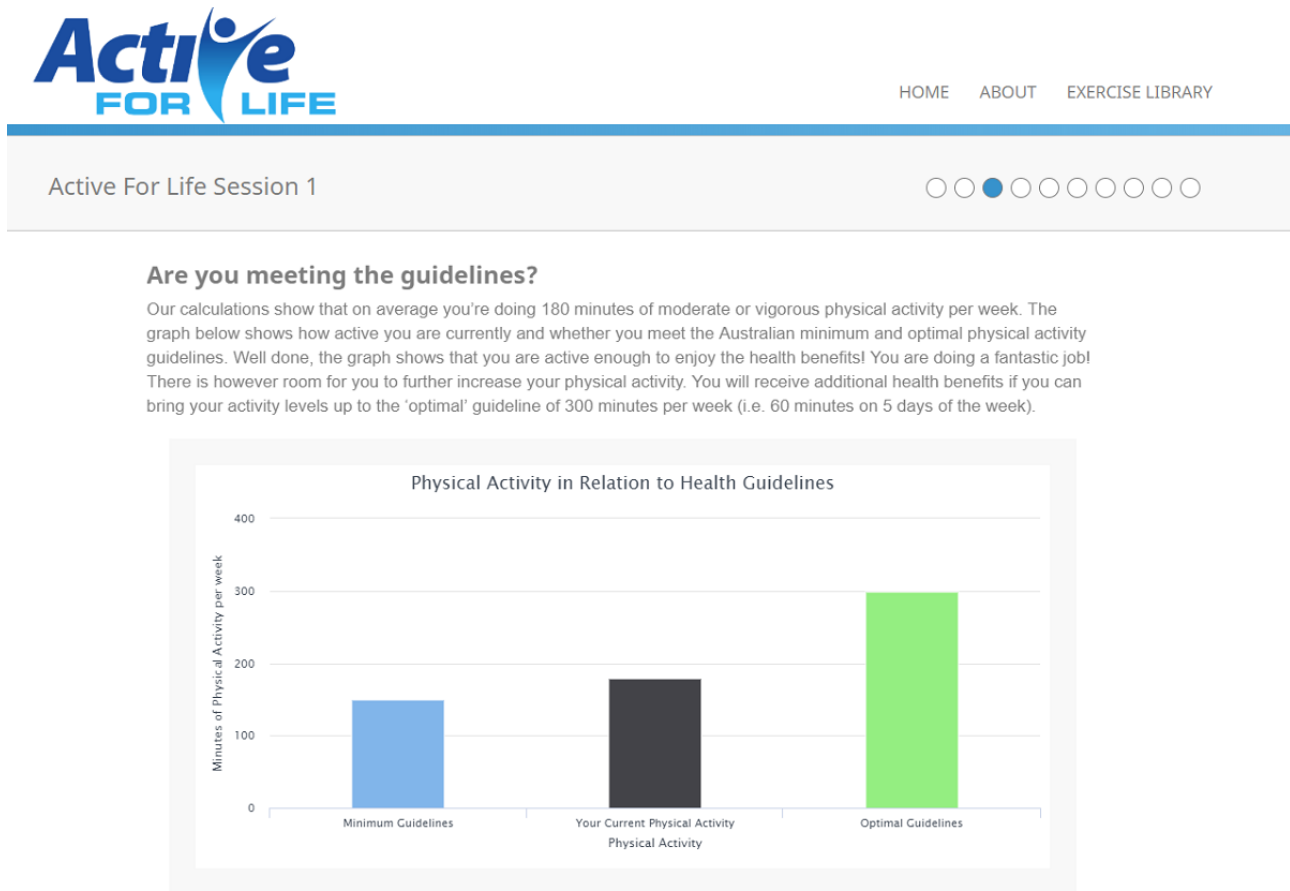 Active
FOR LIFE
HOME ABOUT EXERCISE LIBRARY
Active For Life Session 1
Are you meeting the guidelines?
Our calculations show that on average you're doing 180 minutes of moderate or vigorous physical activity per week. The
graph below shows how active you are currently and whether you meet the Australian minimum and optimal physical activity
guidelines. Well done, the graph shows that you are active enough to enjoy the health benefits! You are doing a fantastic job!
There is however room for you to further increase your physical activity. You will receive additional health benefits if you can
bring your activity levels up to the ‘optimal’ guideline of 300 minutes per week (i.e. 60 minutes on 5 days of the week).
Physical Activity in Relation to Health Guidelines
Minutes of Physical Activity per week
400
300
200
100
0
Minimum Guidelines Your Current Physical Activity Optimal Guidelines
Physical Activity